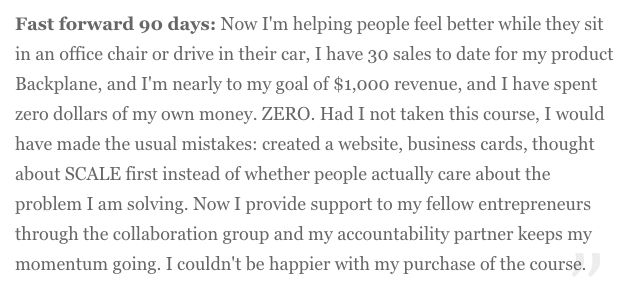 Fast forward 90 days: Now I'm helping people feel better while they sit
in an office chair or drive in their car, I have 30 sales to date for my product
Backplane, and I'm nearly to my goal of $1,000 revenue, and I have spent
zero dollars of my own money. ZERO. Had I not taken this course, I would
have made the usual mistakes: created a website, business cards, thought
about SCALE first instead of whether people actually care about the
problem I am solving. Now I provide support to my fellow entrepreneurs
through the collaboration group and my accountability partner keeps my
momentum going. I couldn't be happier with my purchase of the course.”